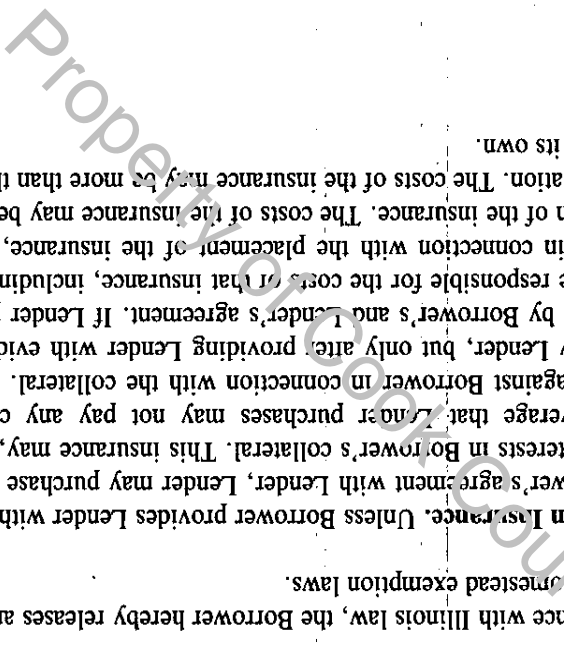 nce with Illinois law, the Borrower hereby releases
omestead exemption laws.
n Insurance. Unless Borrower provides Lender with
wer's agreement with Lender, Lender may purchase
terests in Borrower's collateral. This insurance may,
verage that Lender purchases may not pay any c
against Borrower in connection with the collateral.
y Lender, but only after providing Lender with evid
by Borrower's and Lender's agreement. If Lender
e responsible for the costs of that insurance, includin
in connection with the placement of the insurance,
n of the insurance. The costs of the insurance may be
ation. The costs of the insurance may be more than th
its own.
Property of Cook Coun